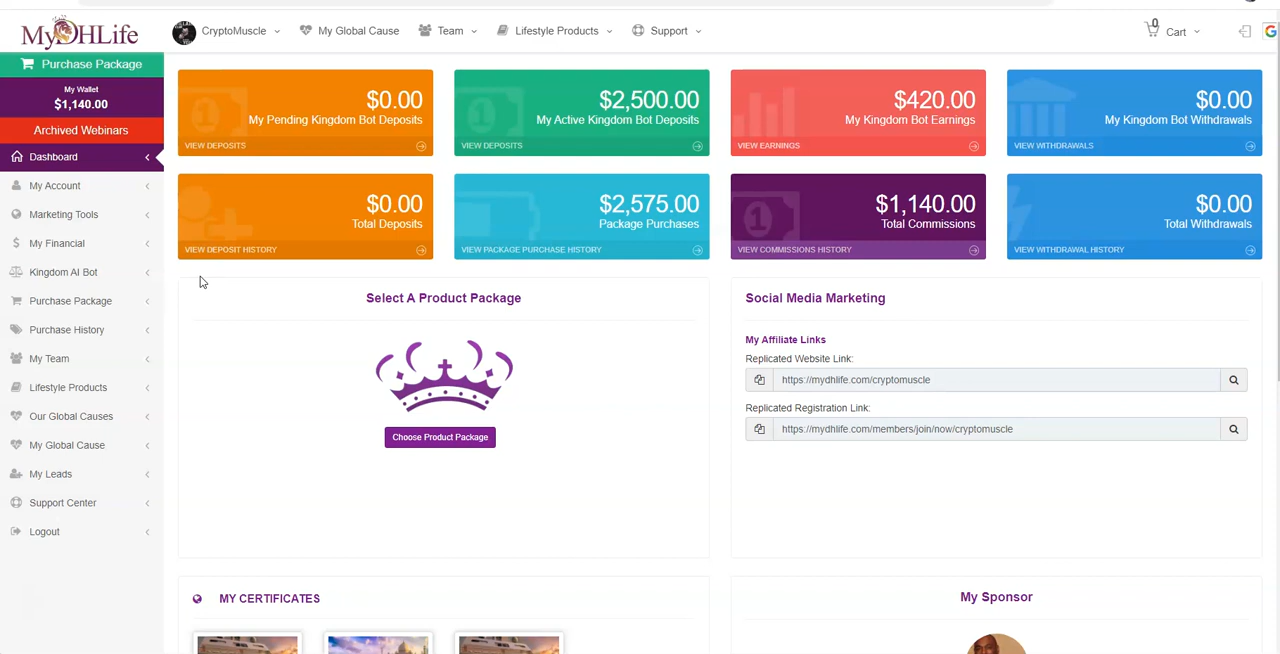 MyDHLife
CryptoMuscle
My Global Cause
Team
Lifestyle Products
Support
0
Cart
Purchase Package
My Wallet
$1,140.00
Archived Webinars
Dashboard
My Account
Marketing Tools
My Financial
Kingdom AI Bot
Purchase Package
Purchase History
My Team
Lifestyle Products
Our Global Causes
My Global Cause
My Leads
Support Center
Logout
$0.00
My Pending Kingdom Bot Deposits
VIEW DEPOSITS
$2,500.00
My Active Kingdom Bot Deposits
VIEW DEPOSITS
$420.00
My Kingdom Bot Earnings
VIEW EARNINGS
$0.00
My Kingdom Bot Withdrawals
VIEW WITHDRAWALS
$0.00
Total Deposits
VIEW DEPOSIT HISTORY
$2,575.00
Package Purchases
VIEW PACKAGE PURCHASE HISTORY
$1,140.00
Total Commissions
VIEW COMMISSIONS HISTORY
$0.00
Total Withdrawals
VIEW WITHDRAWAL HISTORY
Select A Product Package
Choose Product Package
Social Media Marketing
My Affiliate Links
Replicated Website Link:
https://mydhlife.com/cryptomuscle
Replicated Registration Link:
https://mydhlife.com/members/join/now/cryptomuscle
MY CERTIFICATES
My Sponsor